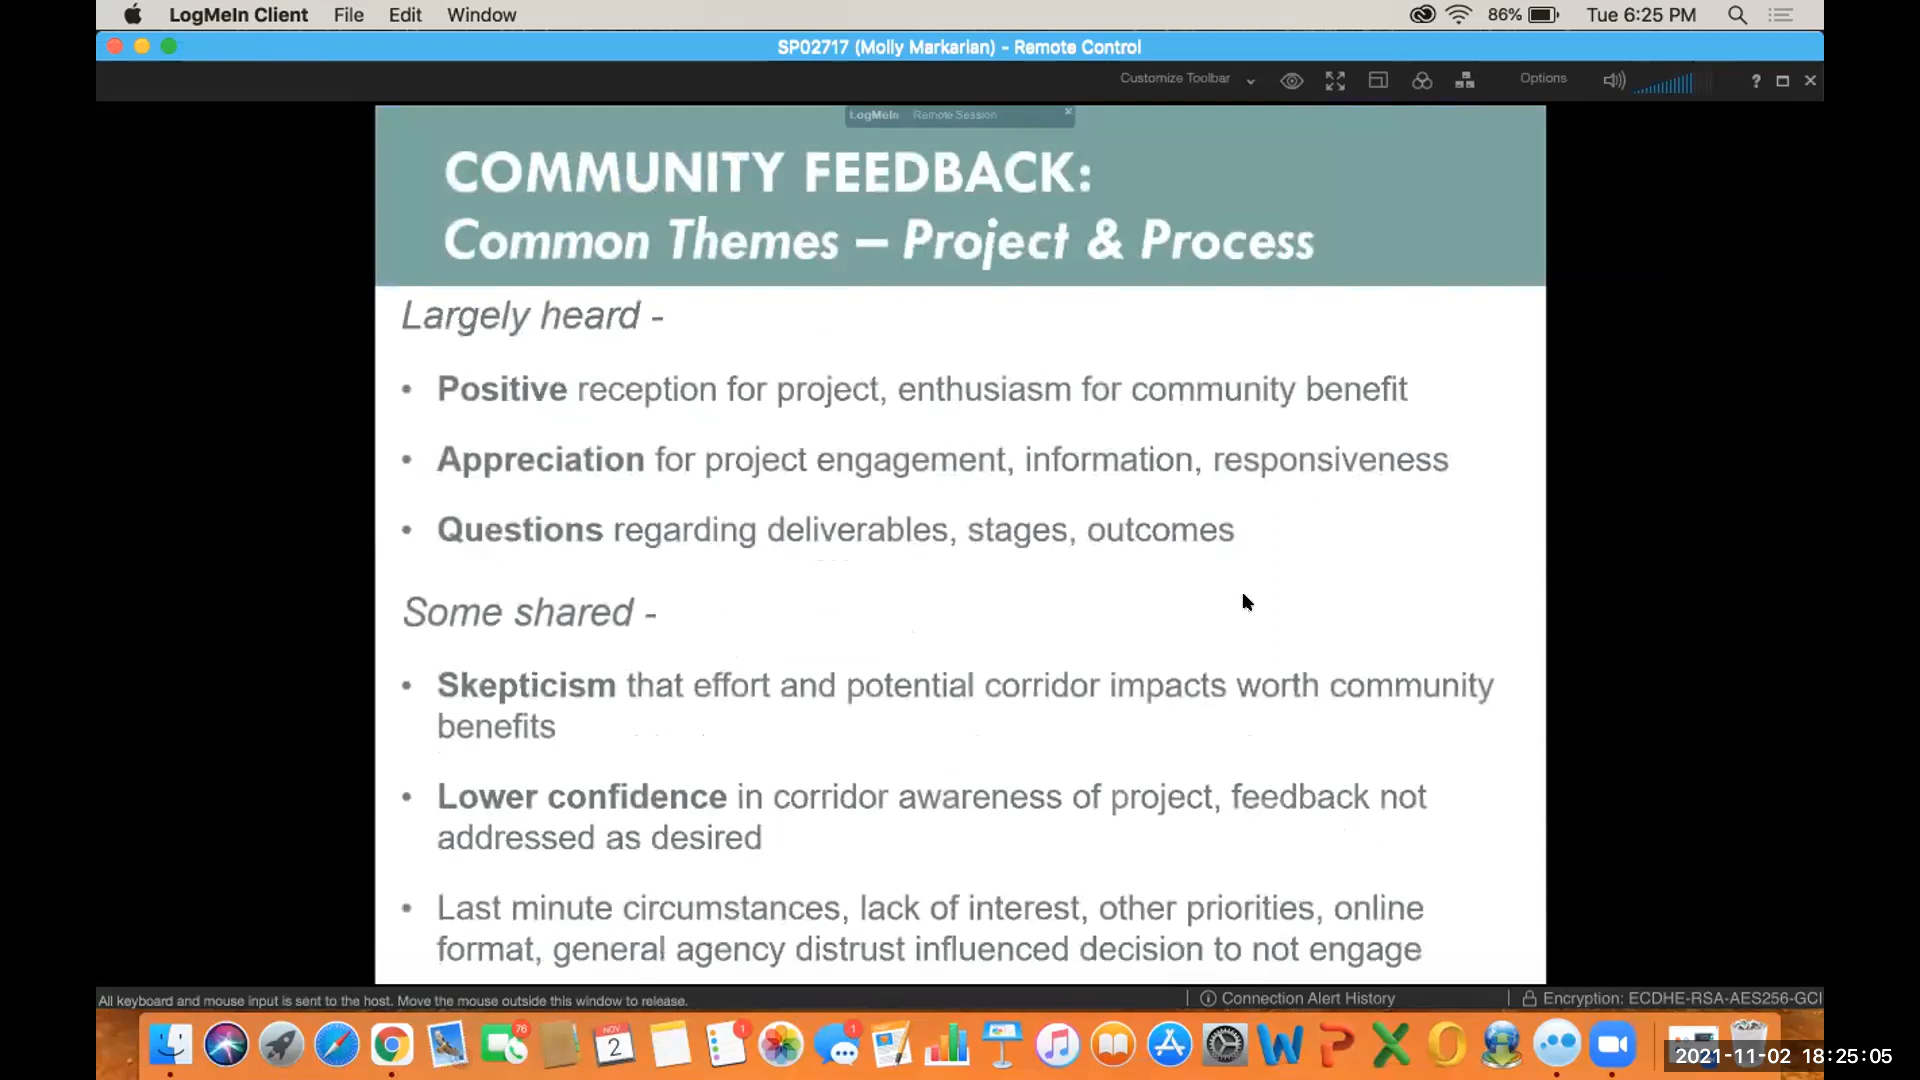 LogMeIn Client File Edit Window 86% Tue 6:25 PM
SP02717 (Molly Markarian) - Remote Control
Customize Toolbar Options ?
LogMeIn Remote Session
COMMUNITY FEEDBACK:
Common Themes – Project & Process
Largely heard -
• Positive reception for project, enthusiasm for community benefit
• Appreciation for project engagement, information, responsiveness
• Questions regarding deliverables, stages, outcomes
Some shared -
• Skepticism that effort and potential corridor impacts worth community
benefits
• Lower confidence in corridor awareness of project, feedback not
addressed as desired
• Last minute circumstances, lack of interest, other priorities, online
format, general agency distrust influenced decision to not engage
All keyboard and mouse input is sent to the host. Move the mouse outside this window to release. Connection Alert History Encryption: ECDHE-RSA-AES256-GCI
76 NOV 2 1 1
2021-11-02 18:25:05